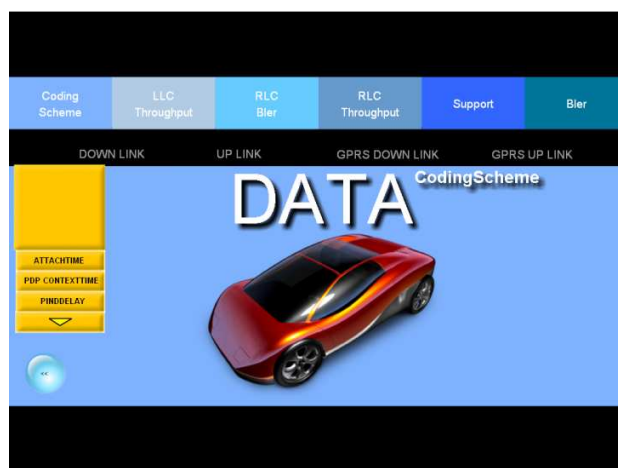 Coding Scheme
LLC Throughput
RLC Bler
RLC Throughput
Support
Bler
DOWN LINK
UP LINK
GPRS DOWN LINK
GPRS UP LINK
DATA
CodingScheme
ATTACHTIME
PDP CONTEXTTIME
PINDDELAY
<<